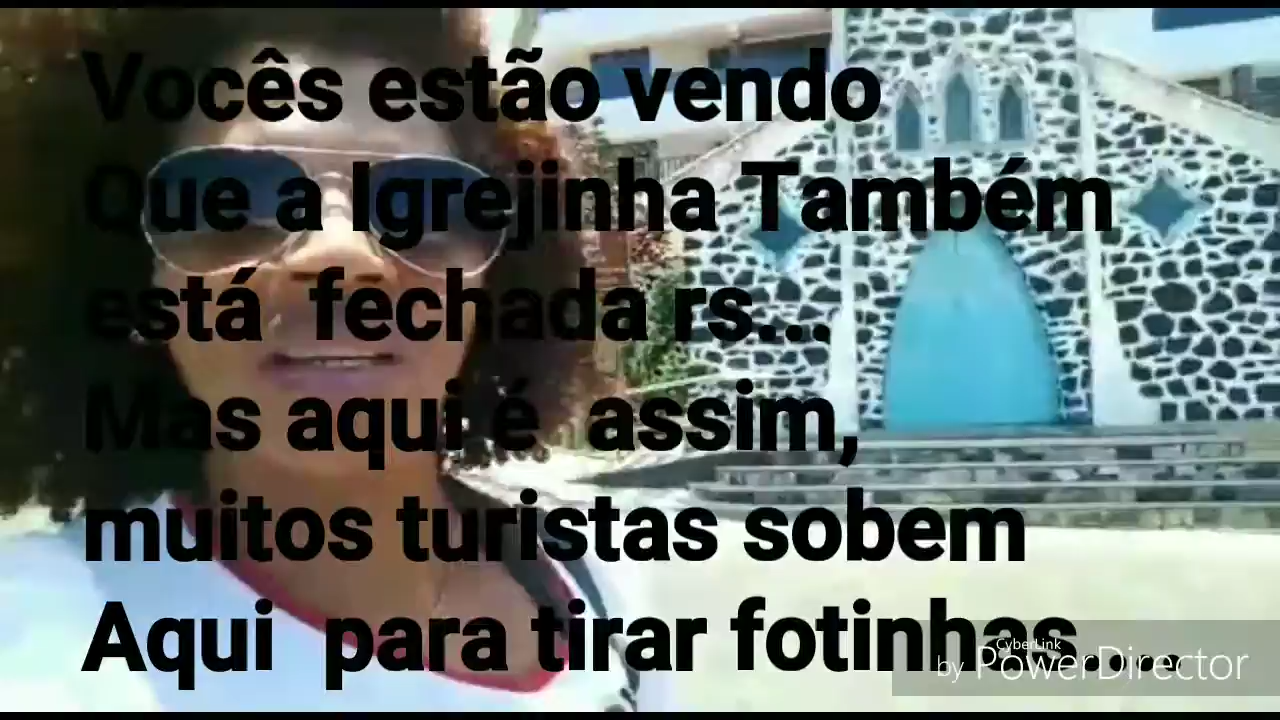 Vocês estão vendo
Que a Igrejinha Também
está fechada rs...
Mas aqui é assim,
muitos turistas sobem
Aqui para tirar fotinhas....
CyberLink
by PowerDirector